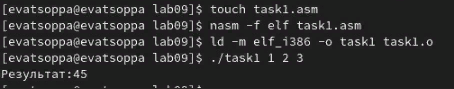 [evatsoppa@evatsoppa lab09]$ touch task1.asm
[evatsoppa@evatsoppa lab09]$ nasm -f elf task1.asm
[evatsoppa@evatsoppa lab09]$ ld -m elf_i386 -o task1 task1.o
[evatsoppa@evatsoppa lab09]$ ./task1 1 2 3
Результат:45